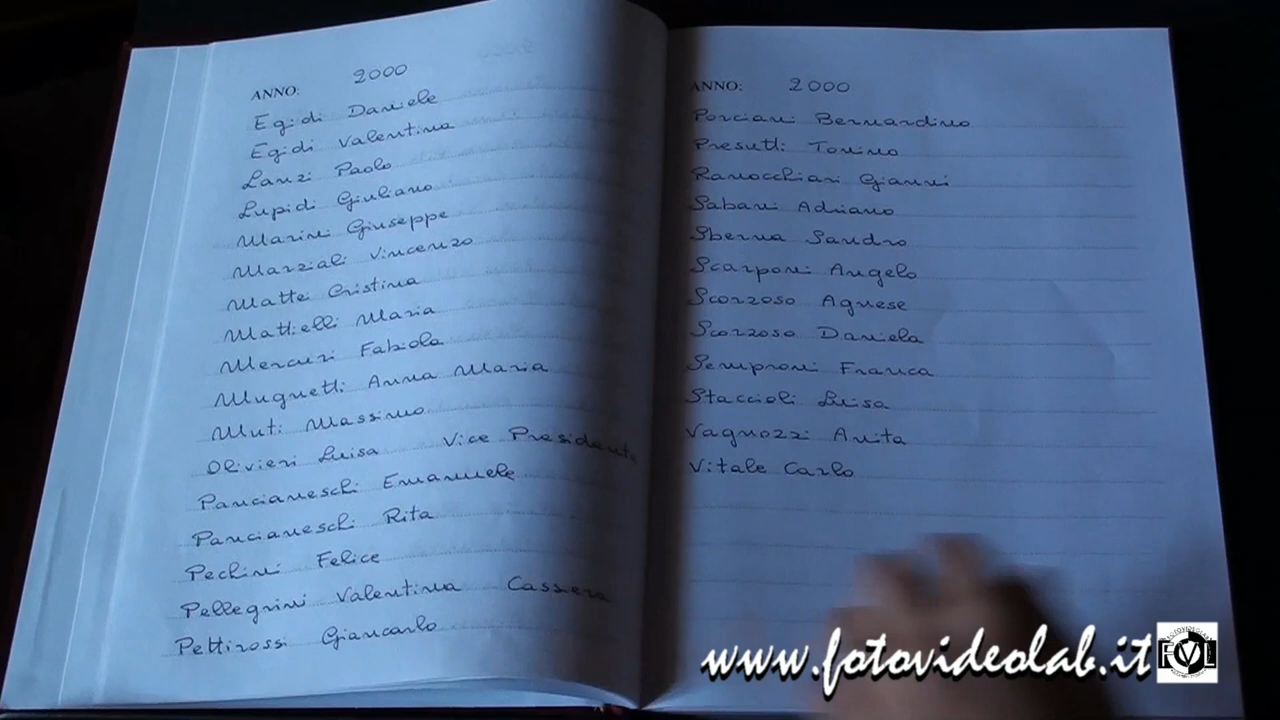 ANNO: 2000
Egidi Daniele
Egidi Valentina
Lanzi Paolo
Lupidi Giuliano
Marini Giuseppe
Marziali Vincenzo
Mattei Cristina
Mattielli Maria
Mercuri Fabiola
Mugnetti Anna Maria
Muti Massimo
Olivieri Luisa Vice Presidente
Pancianeschi Emanuele
Pancianeschi Rita
Pechini Felice
Pellegrini Valentina Cassera
Pettirossi Giancarlo
ANNO: 2000
Porciani Bernardino
Presutti Tonino
Ranocchiari Gianni
Sabani Adriano
Sberna Sandro
Scarponi Angelo
Scorzoso Agnese
Scorzoso Daniela
Semproni Franca
Staccioli Luisa
Vagnozzi Anita
Vitale Carlo
www.fotovideolab.it
FVL